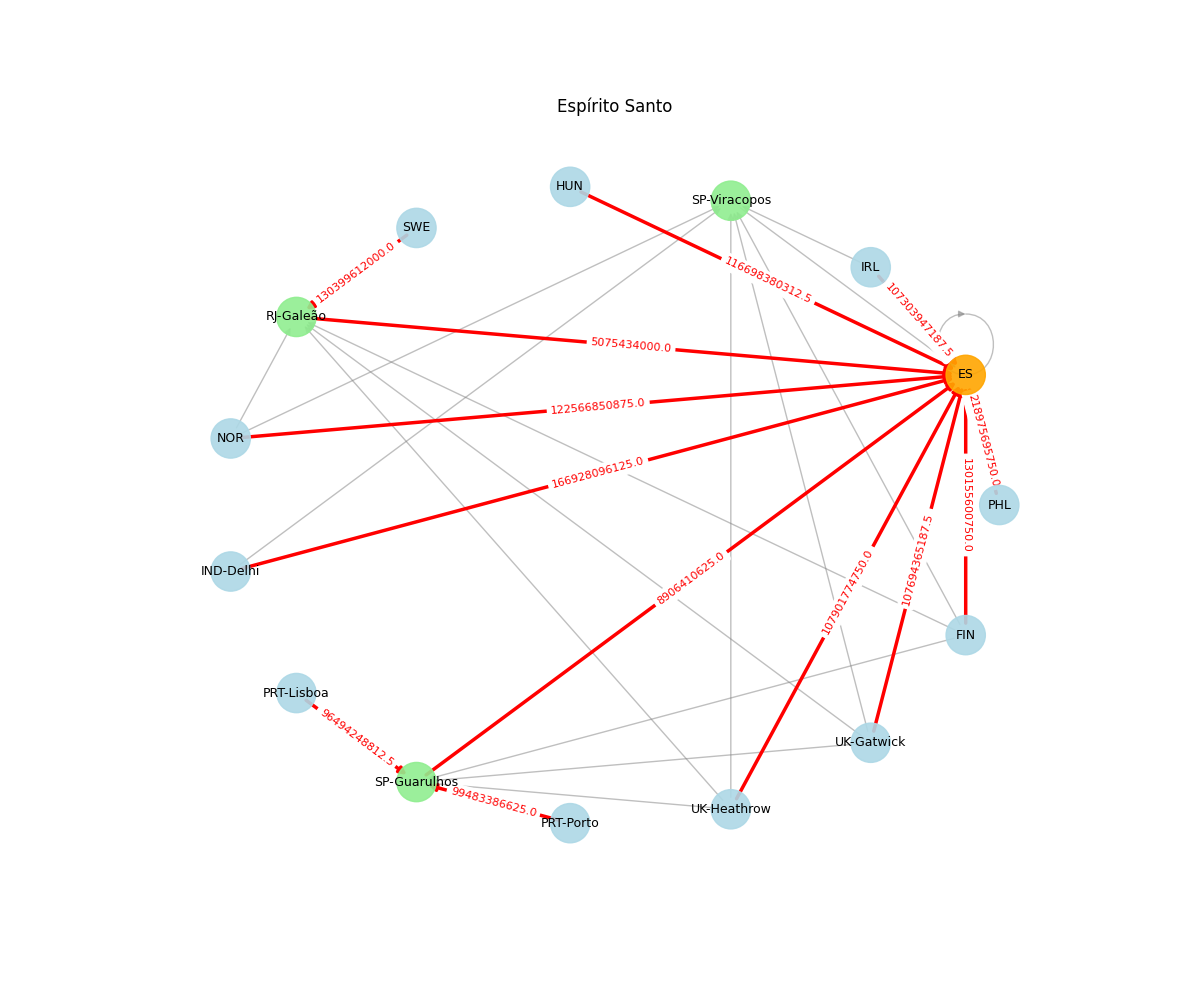 Espírito Santo
HUN
SP-Viracopos
SWE
130399612000.0
116698380312.5
IRL
107303947187.5
RJ-Galeão
5075434000.0
ES
122566850875.0
NOR
218975695750.0
166928096125.0
130155600750.0
PHL
IND-Delhi
107694365187.5
8906410625.0
107901774750.0
FIN
PRT-Lisboa
96494248812.5
UK-Gatwick
SP-Guarulhos
99483386625.0
UK-Heathrow
PRT-Porto